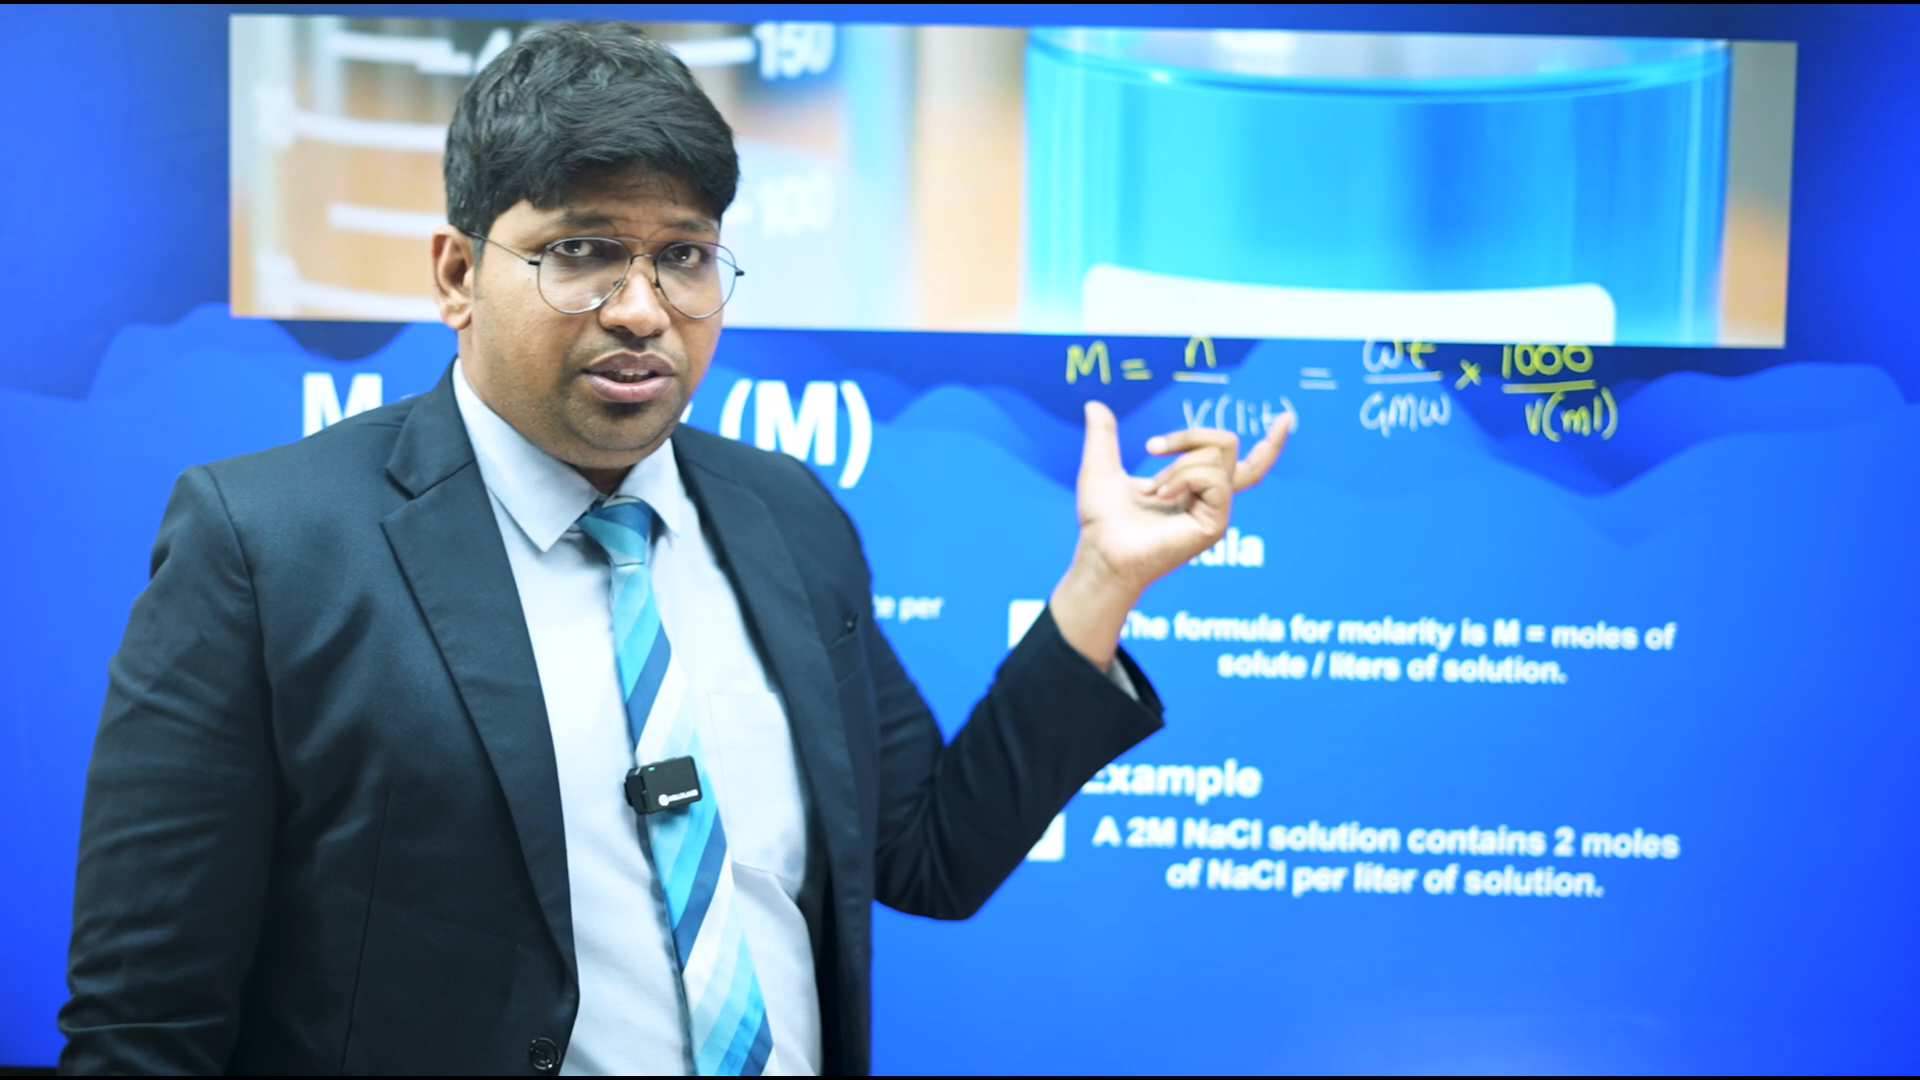 150
100
M = n / V(lit) = wt / GMW × 1000 / V(ml)
(M)
per
The formula for molarity is M = moles of
solute / liters of solution.
Example
A 2M NaCl solution contains 2 moles
of NaCl per liter of solution.